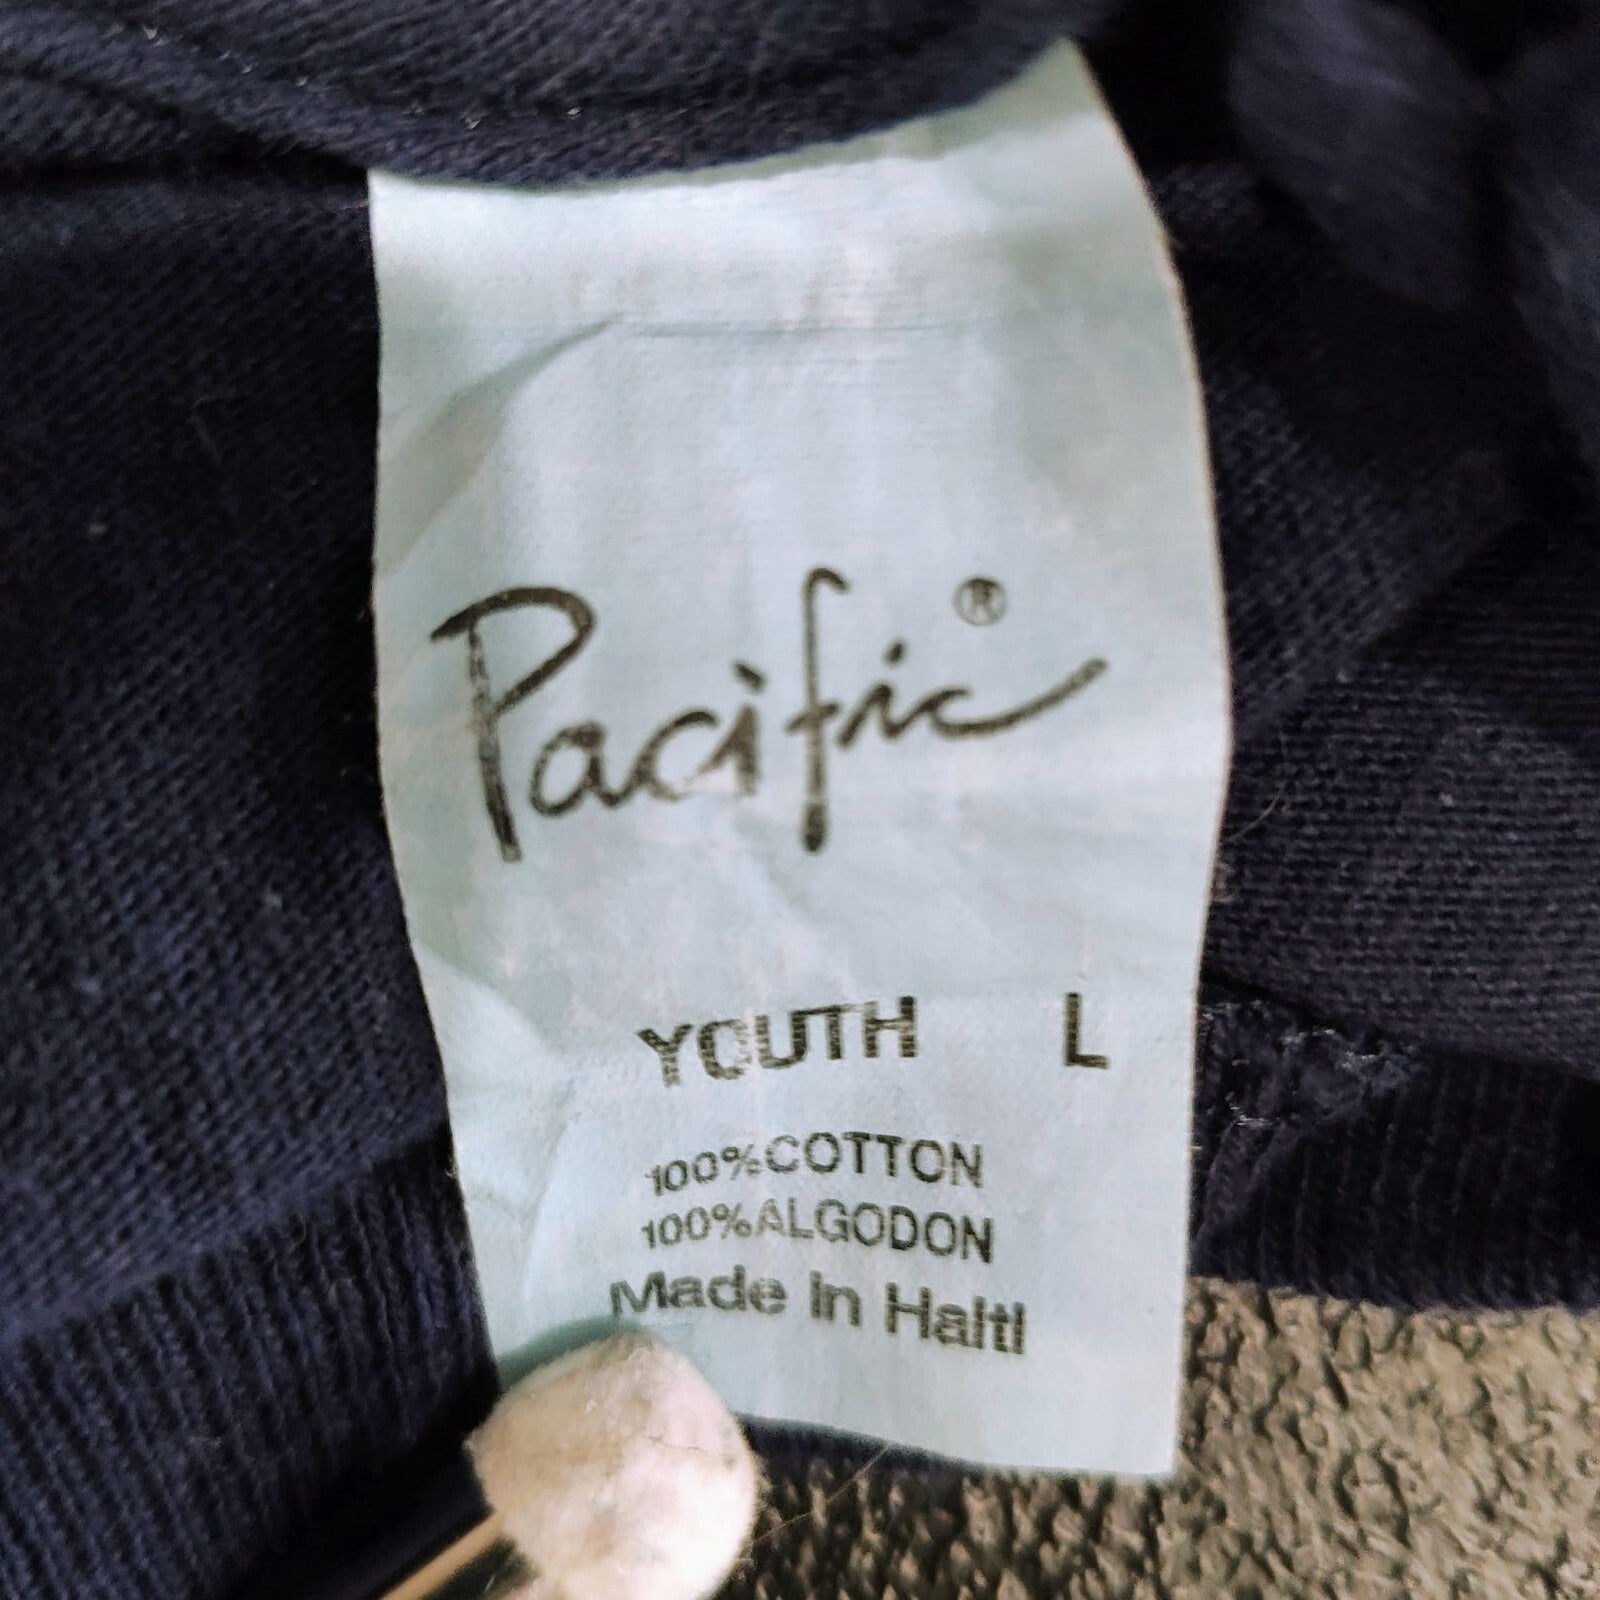 Pacific ®
YOUTH L
100% COTTON
100% ALGODON
Made in Haiti